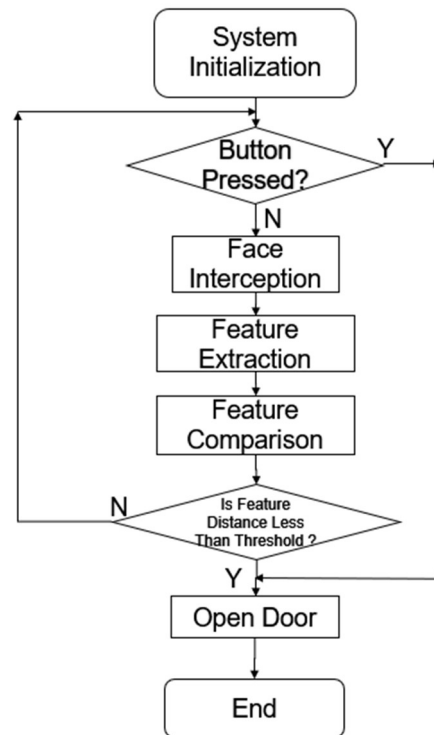 System
Initialization
Button
Pressed?
Y
N
Face
Interception
Feature
Extraction
Feature
Comparison
N
Is Feature
Distance Less
Than Threshold ?
Y
Open Door
End